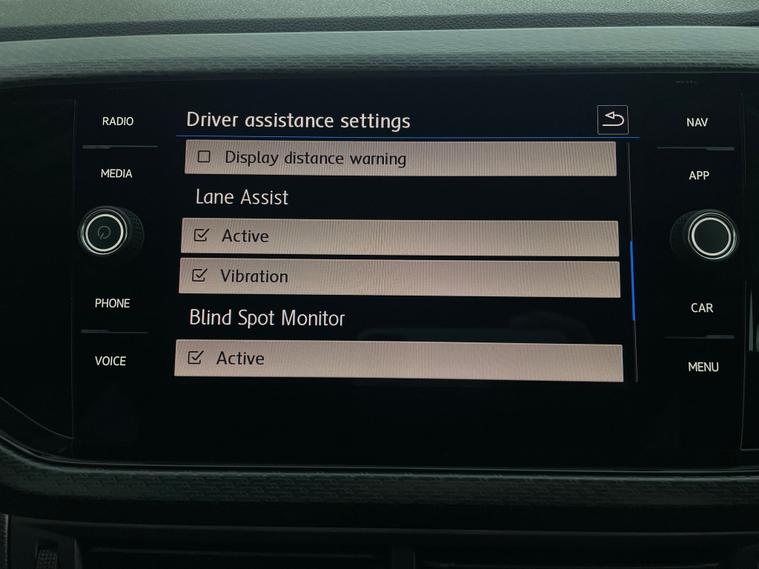 RADIO
MEDIA
PHONE
VOICE
Driver assistance settings
Display distance warning
Lane Assist
Active
Vibration
Blind Spot Monitor
Active
NAV
APP
CAR
MENU